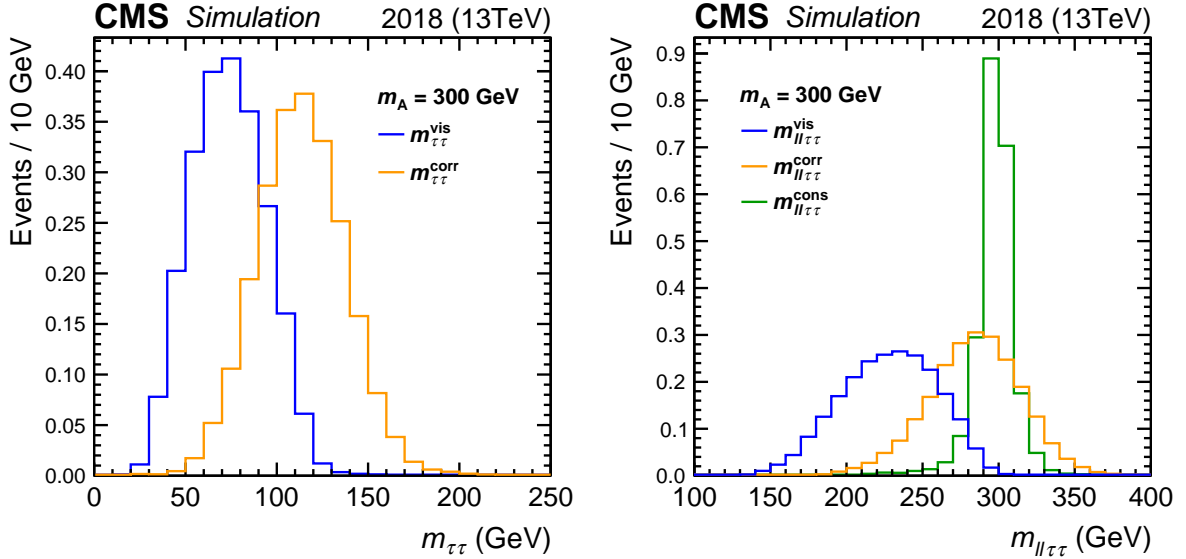 CMS Simulation 2018 (13TeV)
Events / 10 GeV
0.40
0.35
0.30
0.25
0.20
0.15
0.10
0.05
0.00
m_A = 300 GeV
m_ττ^vis
m_ττ^corr
0 50 100 150 200 250
m_ττ (GeV)
CMS Simulation 2018 (13TeV)
Events / 10 GeV
0.9
0.8
0.7
0.6
0.5
0.4
0.3
0.2
0.1
0.0
m_A = 300 GeV
m_llττ^vis
m_llττ^corr
m_llττ^cons
100 150 200 250 300 350 400
m_llττ (GeV)